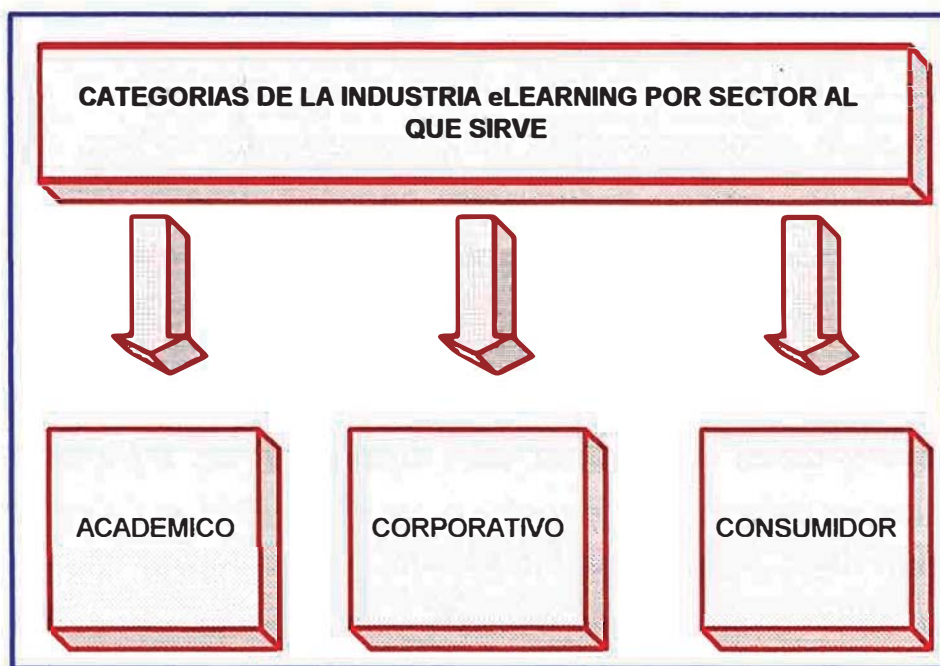 CATEGORIAS DE LA INDUSTRIA eLEARNING POR SECTOR AL
QUE SIRVE
ACADEMICO
CORPORATIVO
CONSUMIDOR